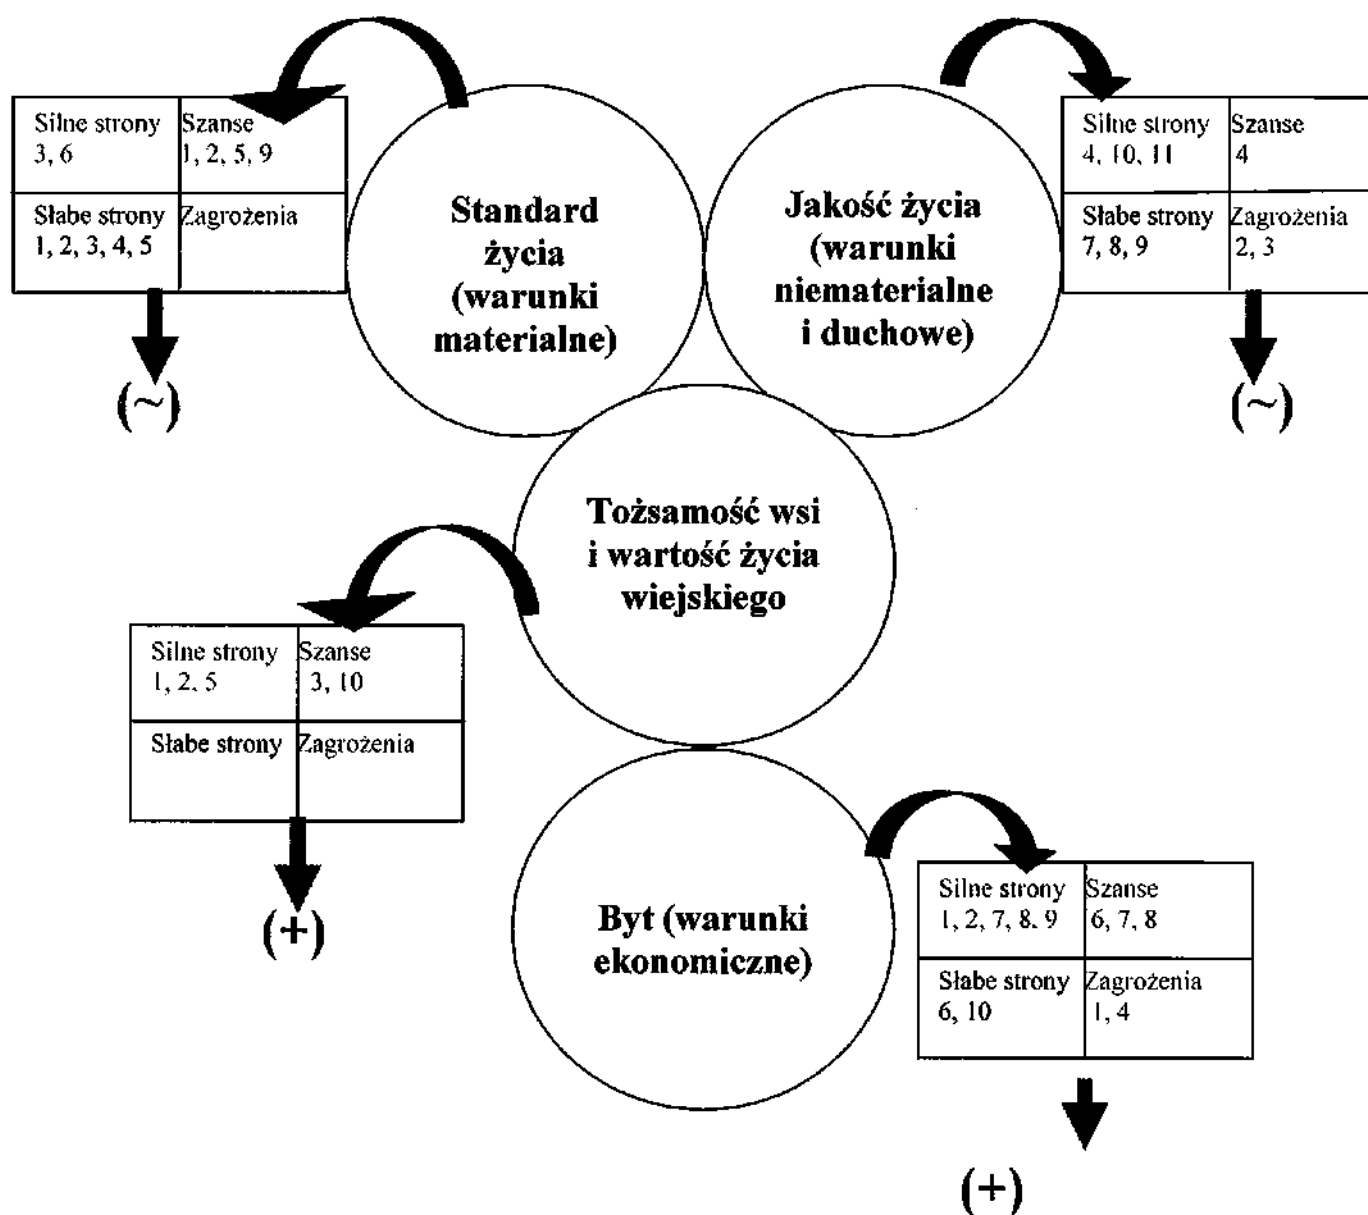 Silne strony Szanse
3, 6 1, 2, 5, 9
Słabe strony Zagrożenia
1, 2, 3, 4, 5
(~)
Standard
życia
(warunki
materialne)
Jakość życia
(warunki
niematerialne
i duchowe)
Silne strony Szanse
4, 10, 11 4
Słabe strony Zagrożenia
7, 8, 9 2, 3
(~)
Tożsamość wsi
i wartość życia
wiejskiego
Silne strony Szanse
1, 2, 5 3, 10
Słabe strony Zagrożenia
(+)
Byt (warunki
ekonomiczne)
Silne strony Szanse
1, 2, 7, 8, 9 6, 7, 8
Słabe strony Zagrożenia
6, 10 1, 4
(+)